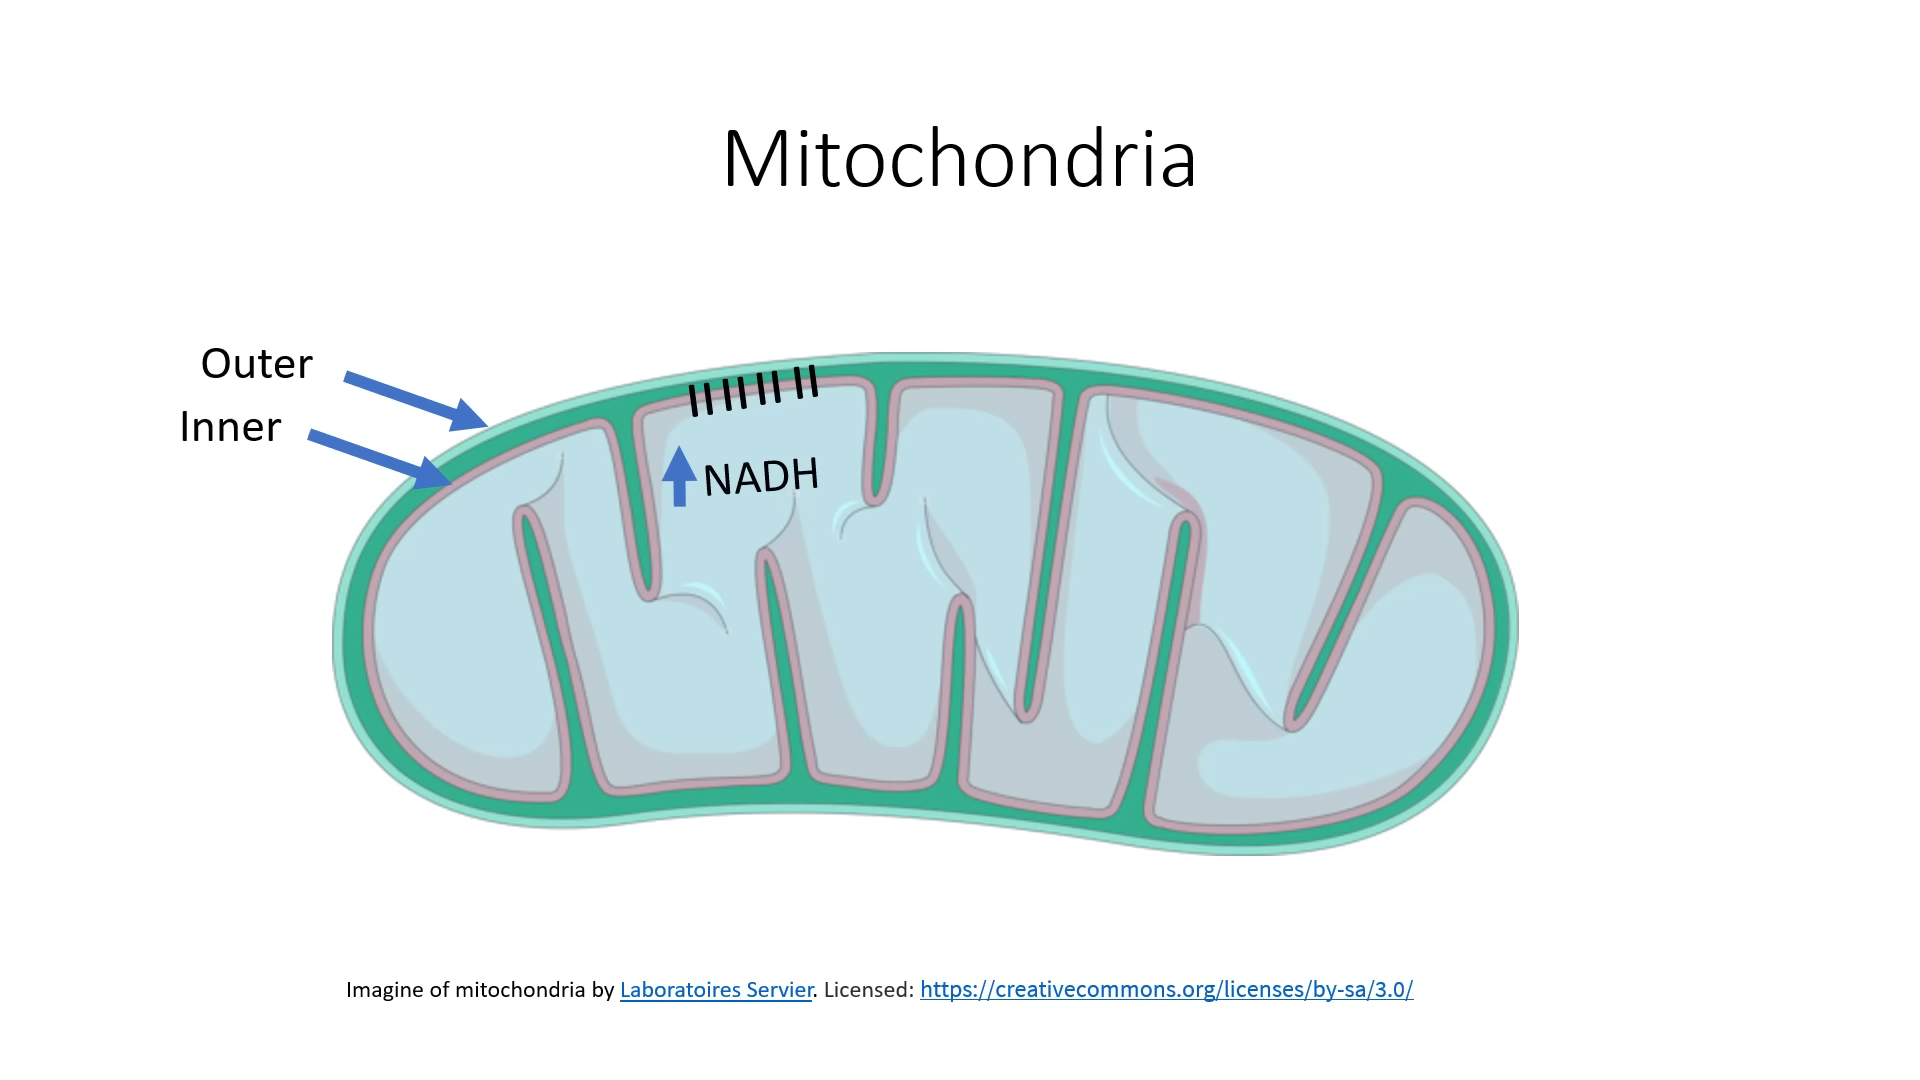 Mitochondria
Outer
Inner
NADH
Imagine of mitochondria by Laboratoires Servier. Licensed: https://creativecommons.org/licenses/by-sa/3.0/